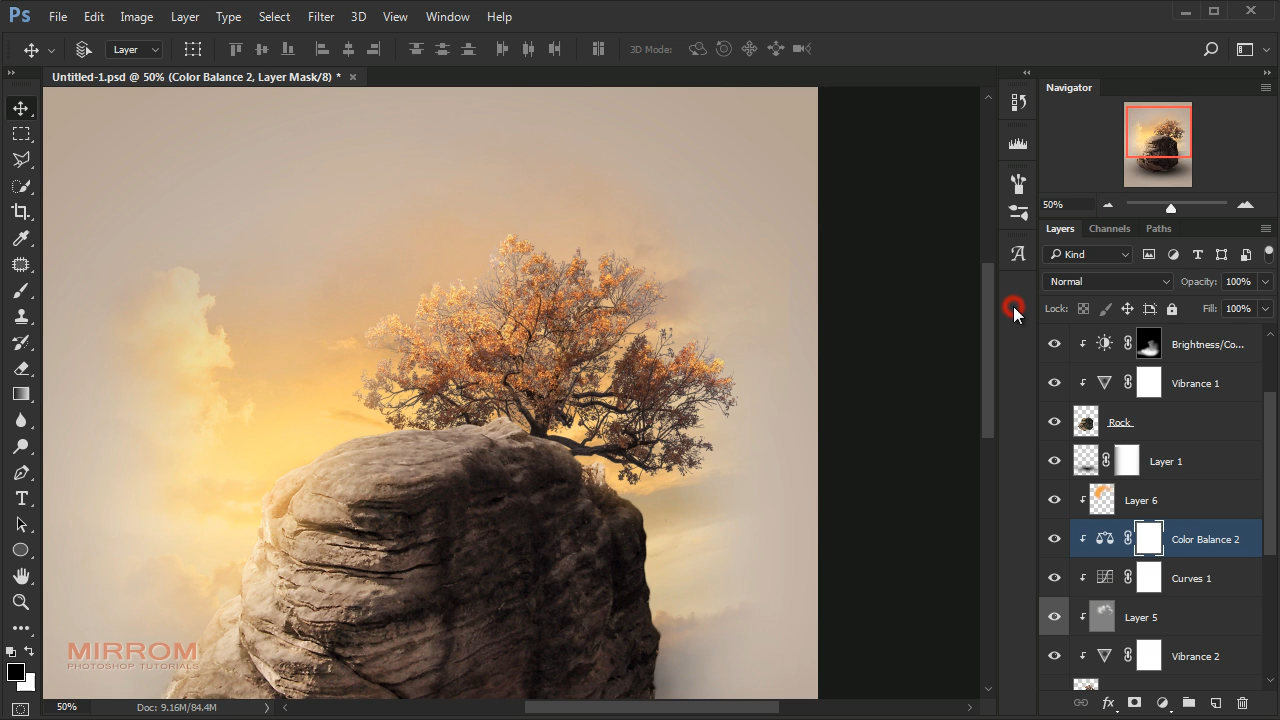 Ps File Edit Image Layer Type Select Filter 3D View Window Help
Layer 3D Mode:
Untitled-1.psd @ 50% (Color Balance 2, Layer Mask/8) * ×
Navigator
50%
Layers Channels Paths
Kind
Normal Opacity: 100%
Lock: Fill: 100%
Brightness/Co...
Vibrance 1
Rock
Layer 1
Layer 6
Color Balance 2
Curves 1
Layer 5
Vibrance 2
MIRROM
PHOTOSHOP TUTORIALS
50% Doc: 9.16M/84.4M